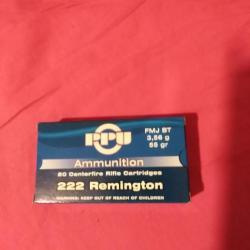 PPU
FMJ BT
3,56 g
55 gr
Ammunition
20 Centerfire Rifle Cartridges
222 Remington
WARNING: KEEP OUT OF REACH OF CHILDREN